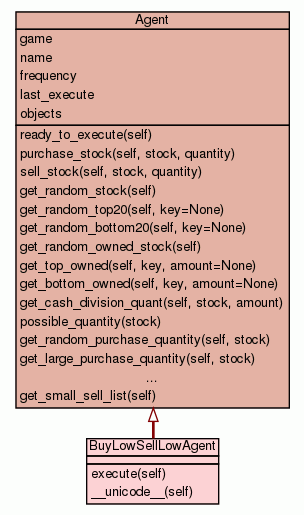 Agent
game
name
frequency
last_execute
objects
ready_to_execute(self)
purchase_stock(self, stock, quantity)
sell_stock(self, stock, quantity)
get_random_stock(self)
get_random_top20(self, key=None)
get_random_bottom20(self, key=None)
get_random_owned_stock(self)
get_top_owned(self, key, amount=None)
get_bottom_owned(self, key, amount=None)
get_cash_division_quant(self, stock, amount)
possible_quantity(stock)
get_random_purchase_quantity(self, stock)
get_large_purchase_quantity(self, stock)
...
get_small_sell_list(self)
BuyLowSellLowAgent
execute(self)
__unicode__(self)